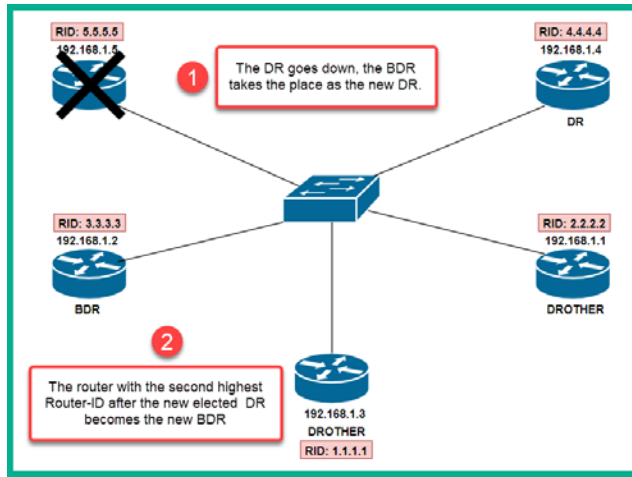 RID: 5.5.5.5
192.168.1.5
1
The DR goes down, the BDR
takes the place as the new DR.
RID: 4.4.4.4
192.168.1.4
DR
RID: 3.3.3.3
192.168.1.2
BDR
RID: 2.2.2.2
192.168.1.1
DROTHER
2
The router with the second highest
Router-ID after the new elected DR
becomes the new BDR
192.168.1.3
DROTHER
RID: 1.1.1.1